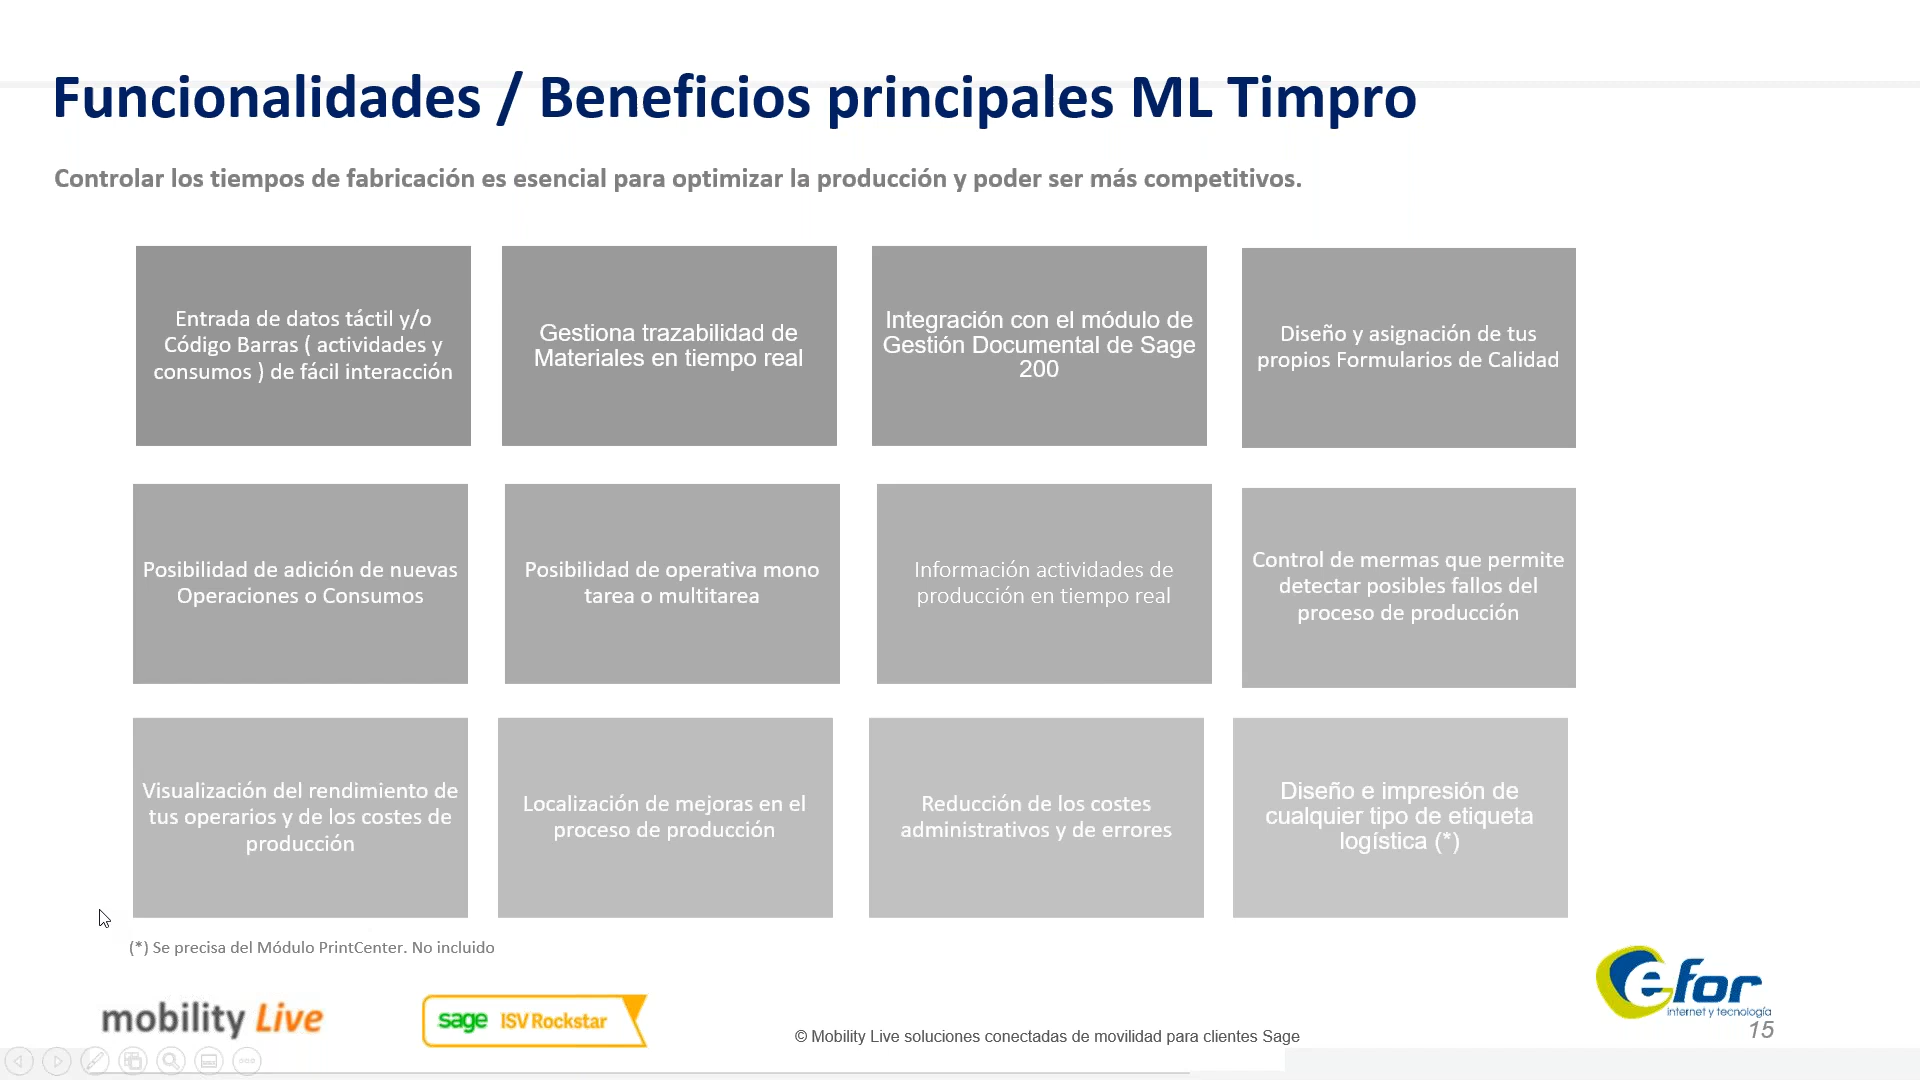 Funcionalidades / Beneficios principales ML Timpro
Controlar los tiempos de fabricación es esencial para optimizar la producción y poder ser más competitivos.
Entrada de datos táctil y/o
Código Barras ( actividades y
consumos ) de fácil interacción
Gestiona trazabilidad de
Materiales en tiempo real
Integración con el módulo de
Gestión Documental de Sage
200
Diseño y asignación de tus
propios Formularios de Calidad
Posibilidad de adición de nuevas
Operaciones o Consumos
Posibilidad de operativa mono
tarea o multitarea
Información actividades de
producción en tiempo real
Control de mermas que permite
detectar posibles fallos del
proceso de producción
Visualización del rendimiento de
tus operarios y de los costes de
producción
Localización de mejoras en el
proceso de producción
Reducción de los costes
administrativos y de errores
Diseño e impresión de
cualquier tipo de etiqueta
logística (*)
(*) Se precisa del Módulo PrintCenter. No incluido
mobility Live
sage ISV Rockstar
© Mobility Live soluciones conectadas de movilidad para clientes Sage
efor
internet y tecnología
15